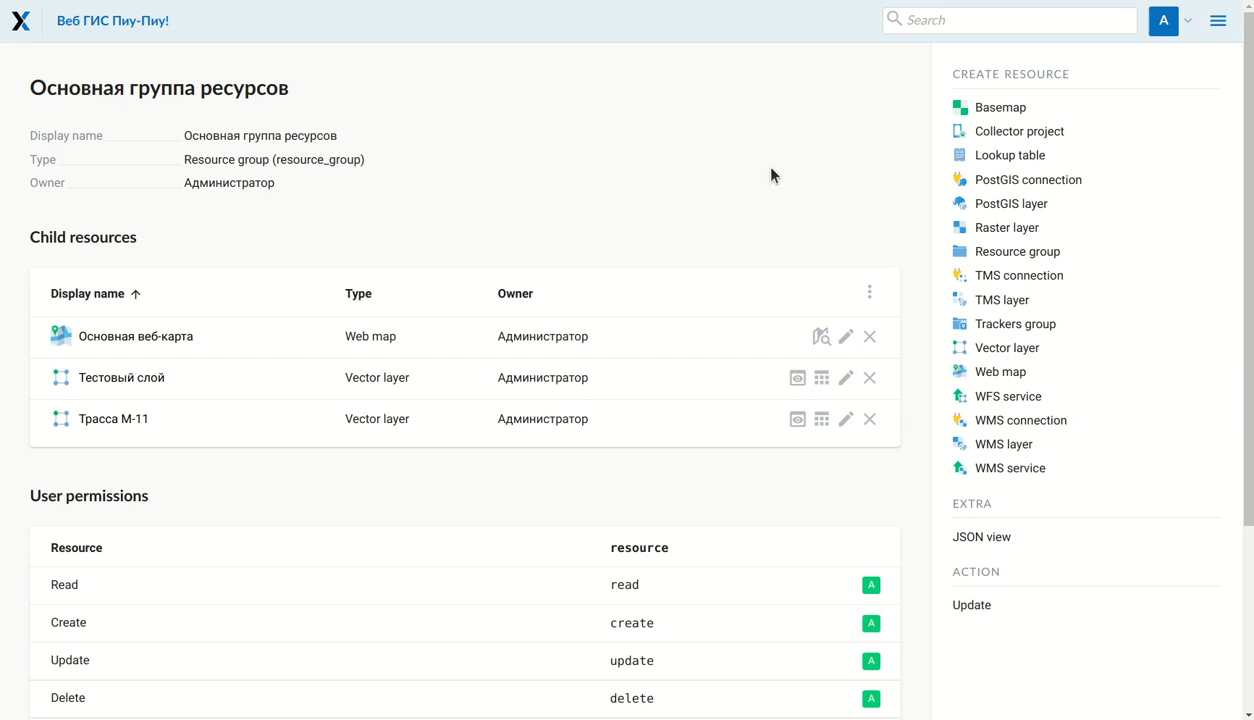 Веб ГИС Пиу-Пиу!
Search
A
Основная группа ресурсов
Display name Основная группа ресурсов
Type Resource group (resource_group)
Owner Администратор
Child resources
Display name Type Owner
Основная веб-карта Web map Администратор
Тестовый слой Vector layer Администратор
Трасса М-11 Vector layer Администратор
User permissions
Resource resource
Read read A
Create create A
Update update A
Delete delete A
CREATE RESOURCE
Basemap
Collector project
Lookup table
PostGIS connection
PostGIS layer
Raster layer
Resource group
TMS connection
TMS layer
Trackers group
Vector layer
Web map
WFS service
WMS connection
WMS layer
WMS service
EXTRA
JSON view
ACTION
Update